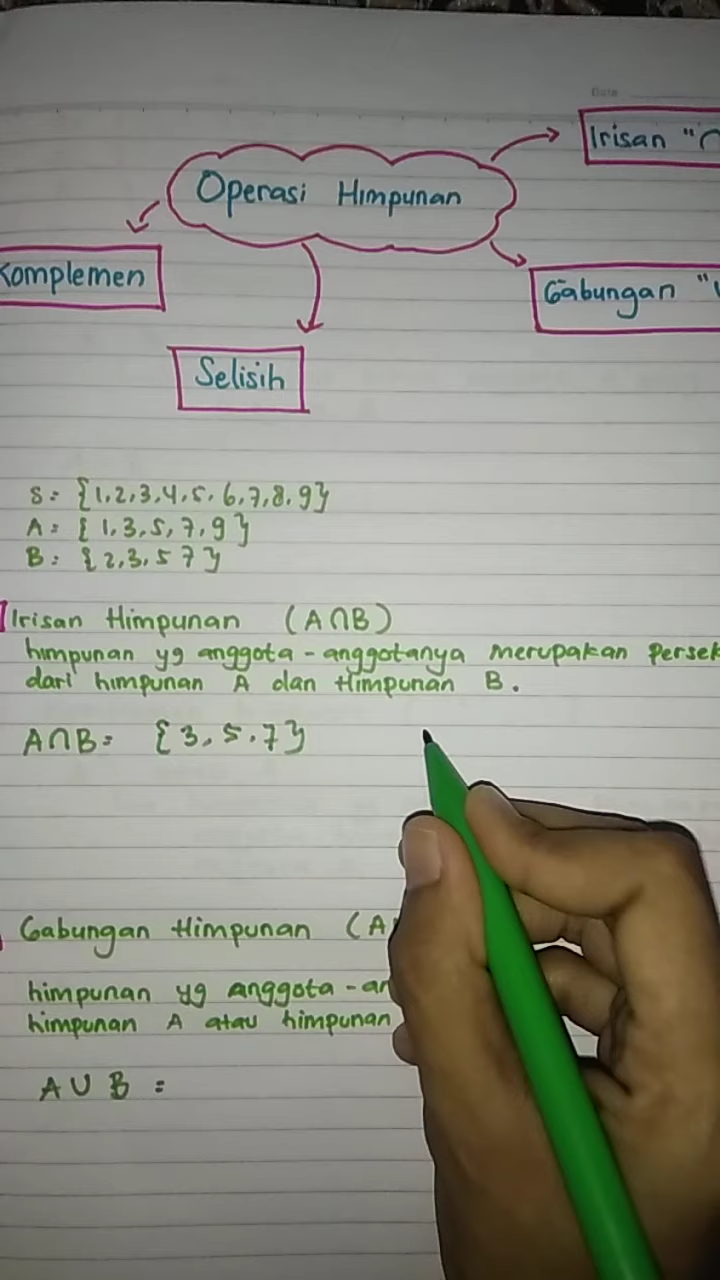 Date
Irisan "∩
Operasi Himpunan
Komplemen
Gabungan "
Selisih
S = {1,2,3,4,5,6,7,8,9}
A = { 1,3,5,7,9 }
B = {2,3,5 7}
Irisan Himpunan (A∩B)
himpunan yg anggota-anggotanya merupakan
dari himpunan A dan Himpunan B.
A∩B = {3,5,7}
Gabungan Himpunan (A
himpunan yg anggota-
himpunan A atau himpunan
A U B =